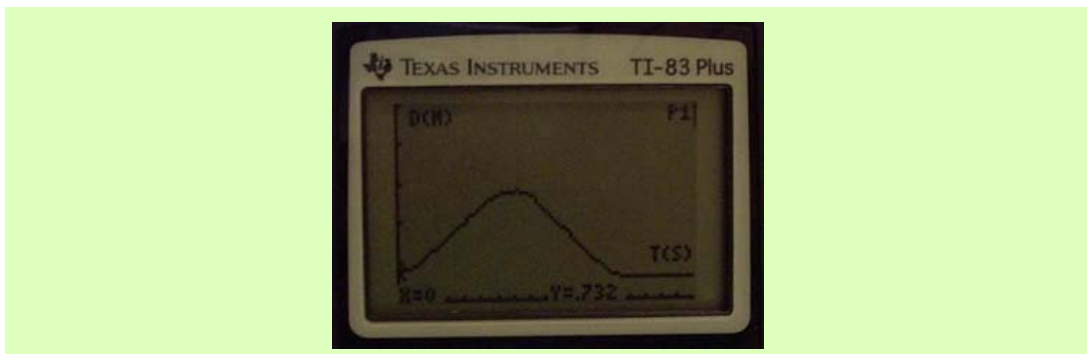 TEXAS INSTRUMENTS TI-83 Plus
D(M) P1
T(S)
X=0 Y=.732